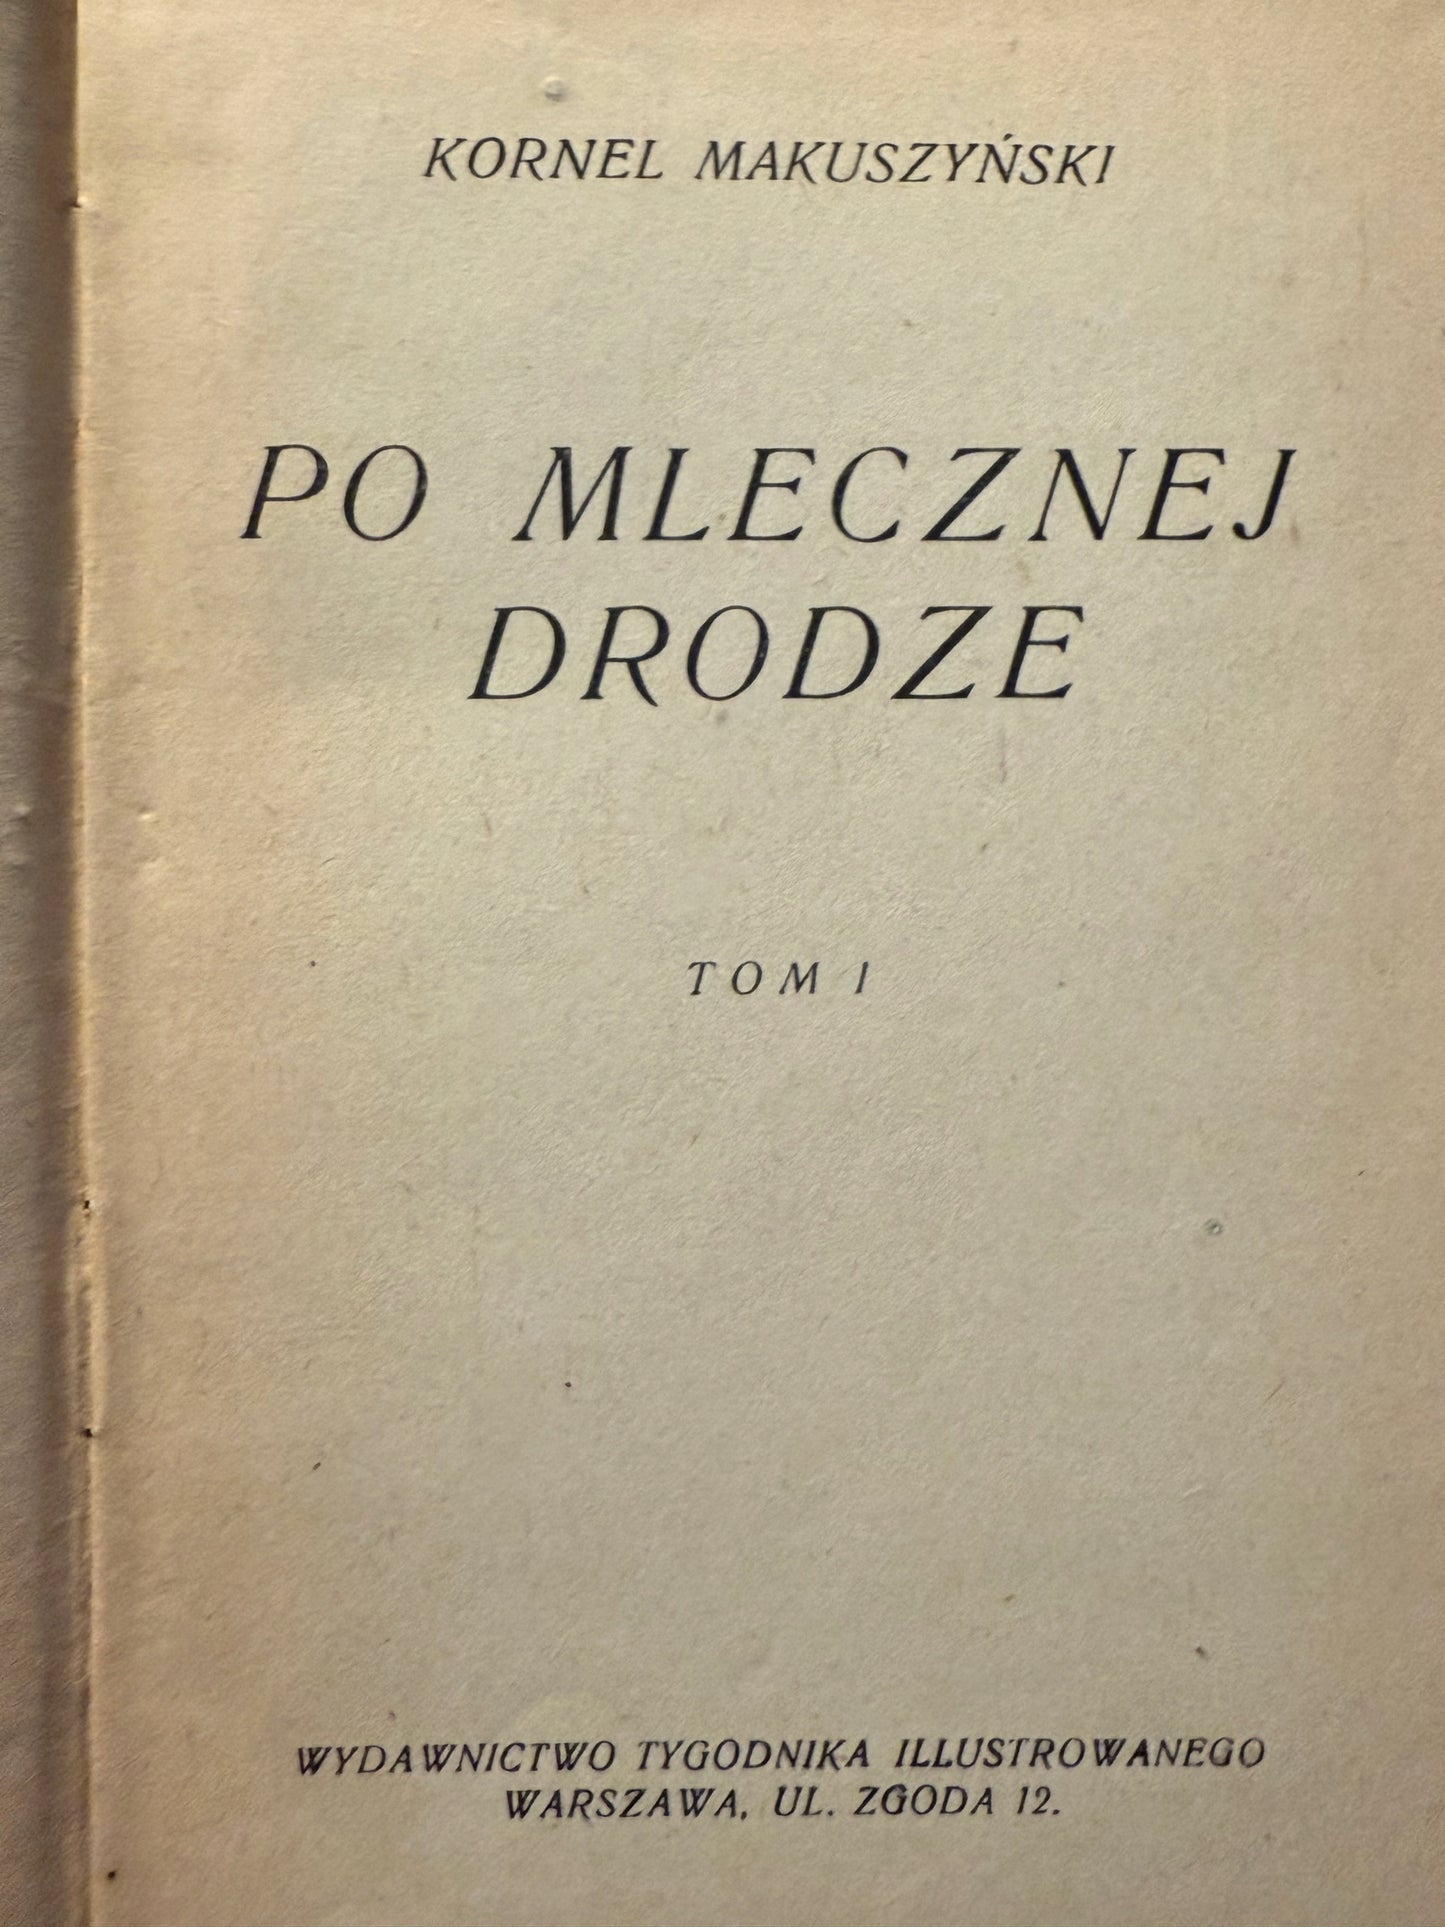 KORNEL MAKUSZYŃSKI
PO MLECZNEJ
DRODZE
TOM I
WYDAWNICTWO TYGODNIKA ILLUSTROWANEGO
WARSZAWA, UL. ZGODA 12.